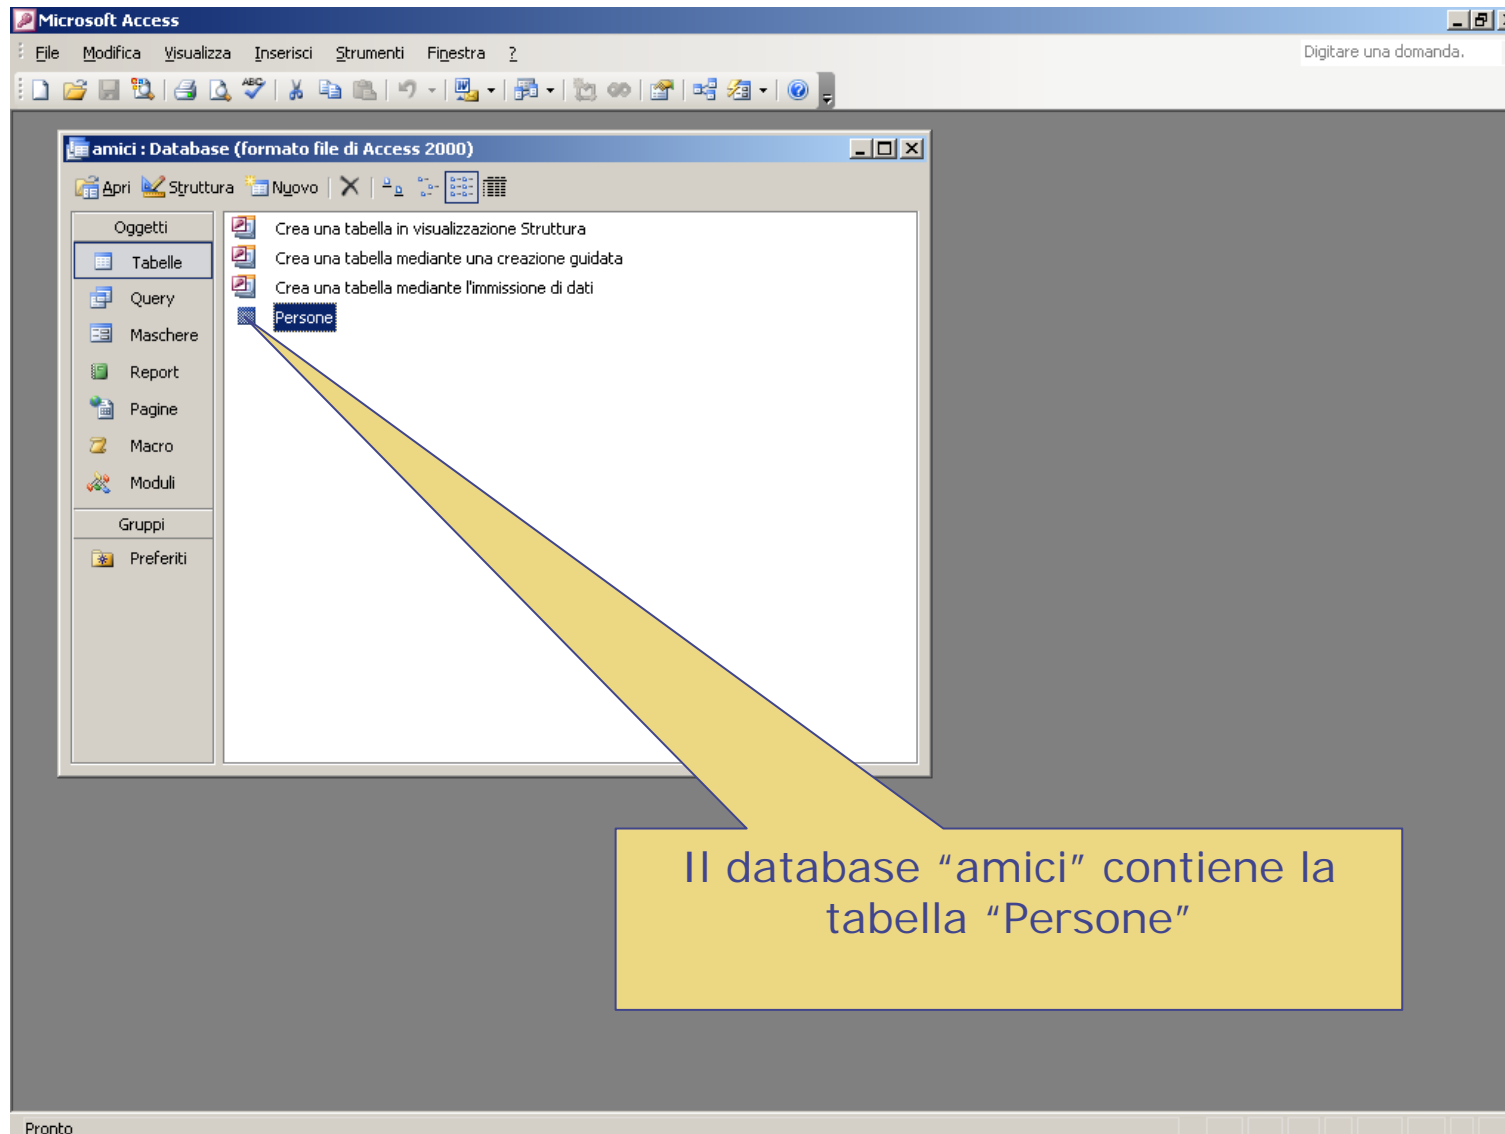 Microsoft Access
File Modifica Visualizza Inserisci Strumenti Finestra ?
Digitare una domanda.
amici : Database (formato file di Access 2000)
Apri Struttura Nuovo
Oggetti
Tabelle
Query
Maschere
Report
Pagine
Macro
Moduli
Gruppi
Preferiti
Crea una tabella in visualizzazione Struttura
Crea una tabella mediante una creazione guidata
Crea una tabella mediante l'immissione di dati
Persone
Il database “amici” contiene la
tabella “Persone”
Pronto